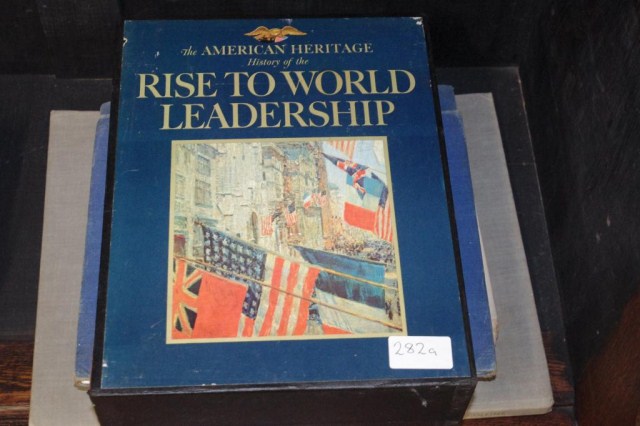 The AMERICAN HERITAGE
History of the
RISE TO WORLD
LEADERSHIP
282a